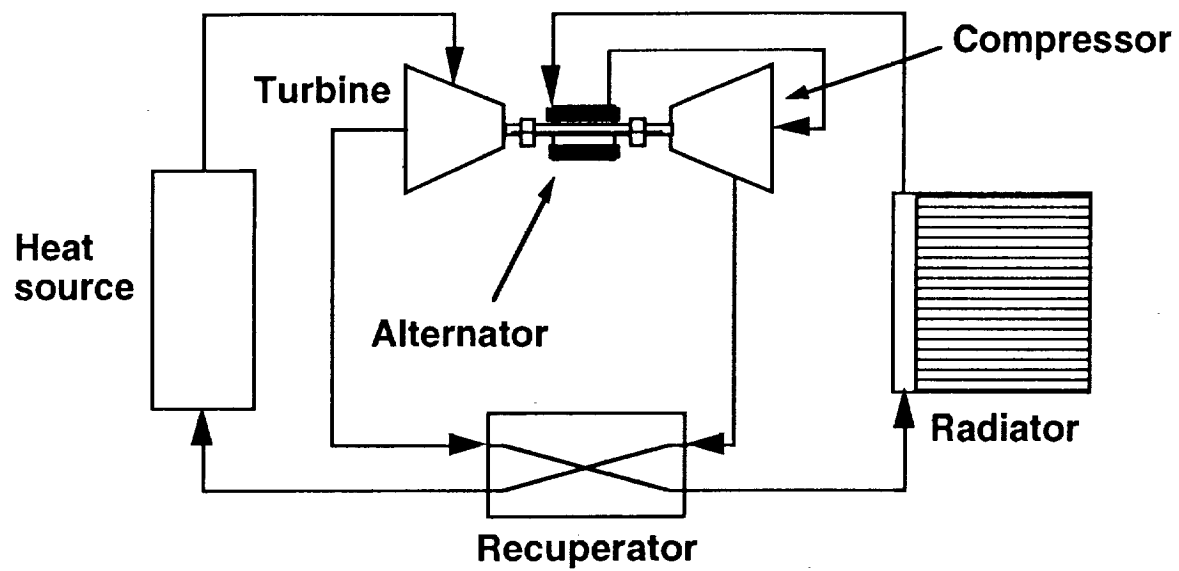 Compressor
Turbine
Heat
source
Alternator
Radiator
Recuperator